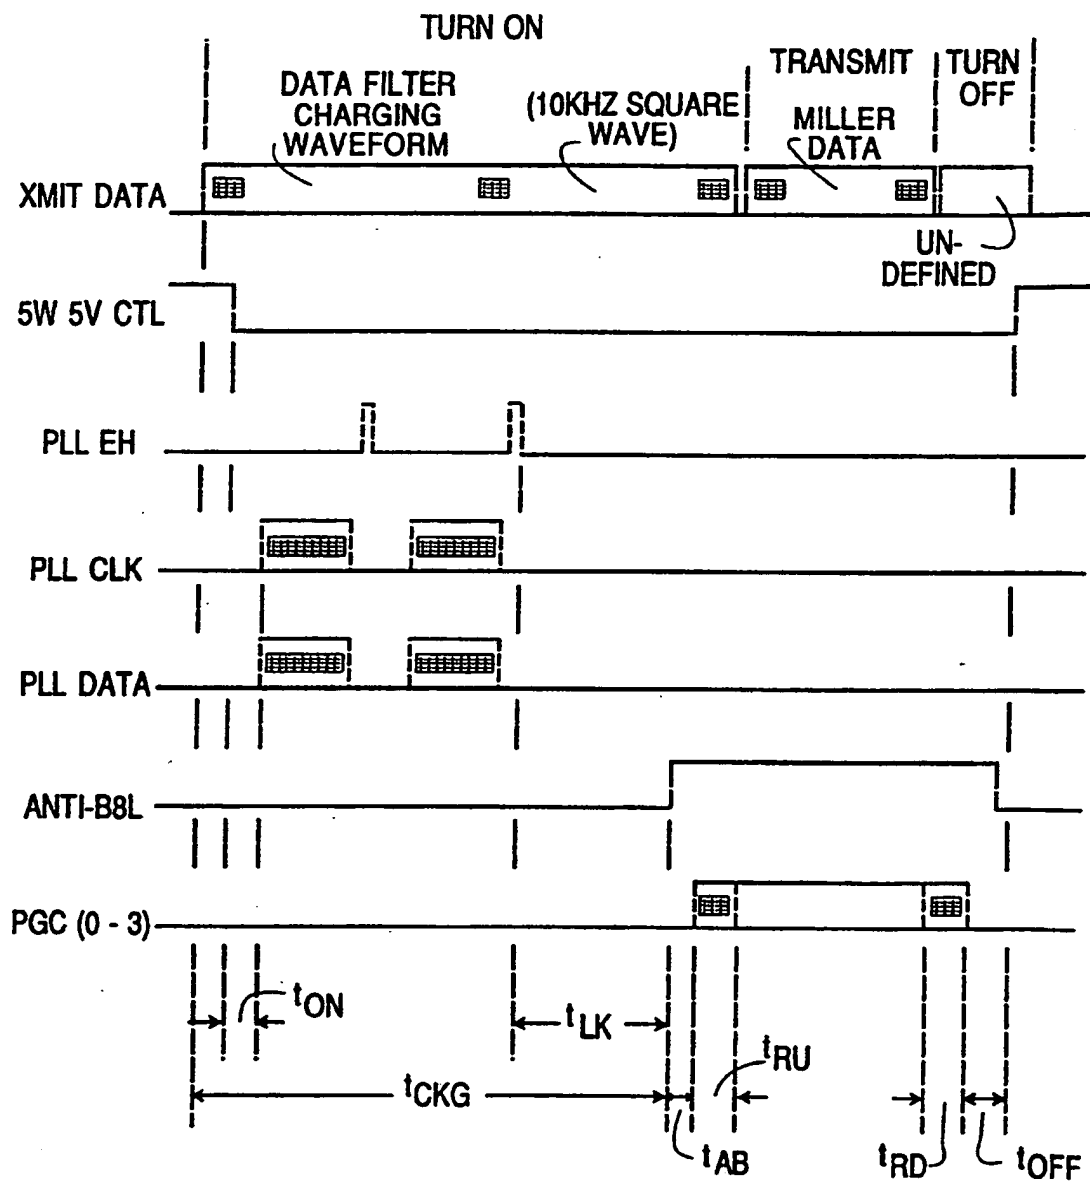 TURN ON
TRANSMIT
TURN
OFF
DATA FILTER
CHARGING
WAVEFORM
(10KHZ SQUARE
WAVE)
MILLER
DATA
XMIT DATA
UN-
DEFINED
5W 5V CTL
PLL EH
PLL CLK
PLL DATA
ANTI-B8L
PGC (0 - 3)
tON
tLK
tRU
tCKG
tAB
tRD
tOFF